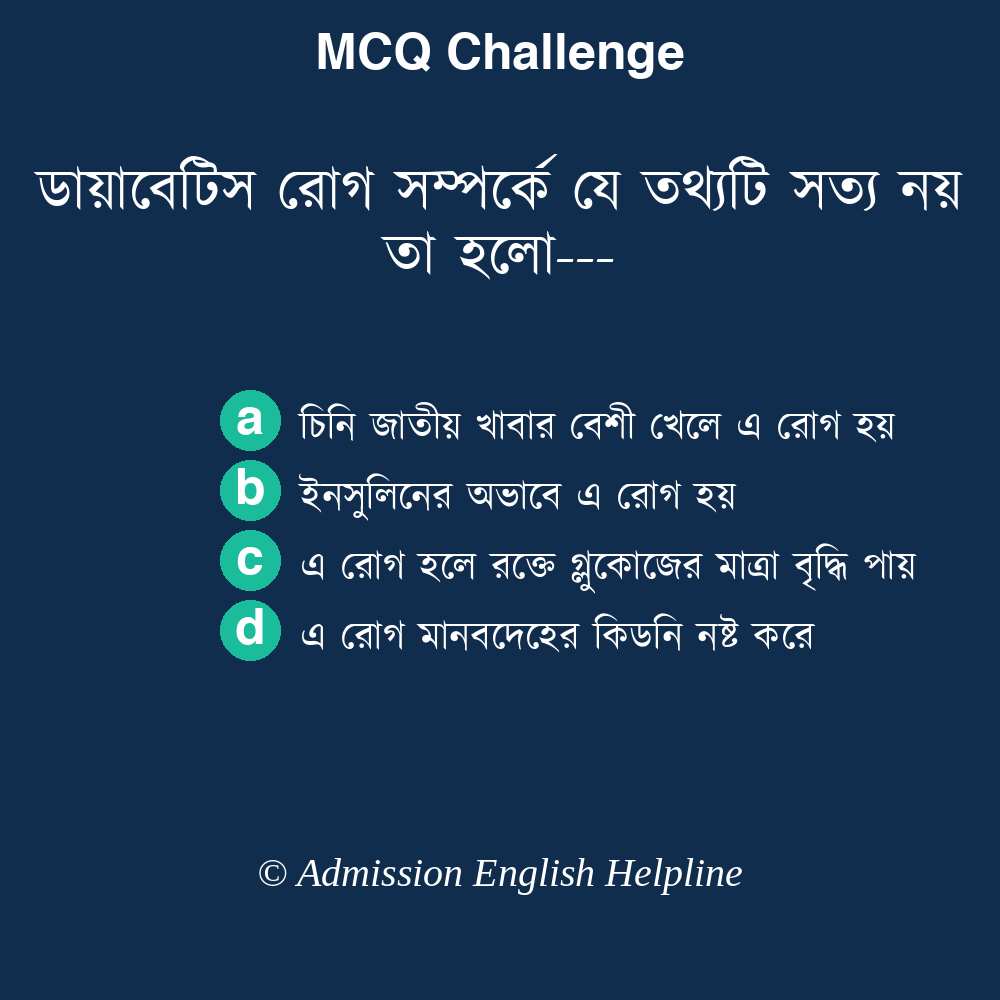 MCQ Challenge
ডায়াবেটিস রোগ সম্পর্কে যে তথ্যটি সত্য নয়
তা হলো---
a চিনি জাতীয় খাবার বেশী খেলে এ রোগ হয়
b ইনসুলিনের অভাবে এ রোগ হয়
c এ রোগ হলে রক্তে গ্লুকোজের মাত্রা বৃদ্ধি পায়
d এ রোগ মানবদেহের কিডনি নষ্ট করে
© Admission English Helpline